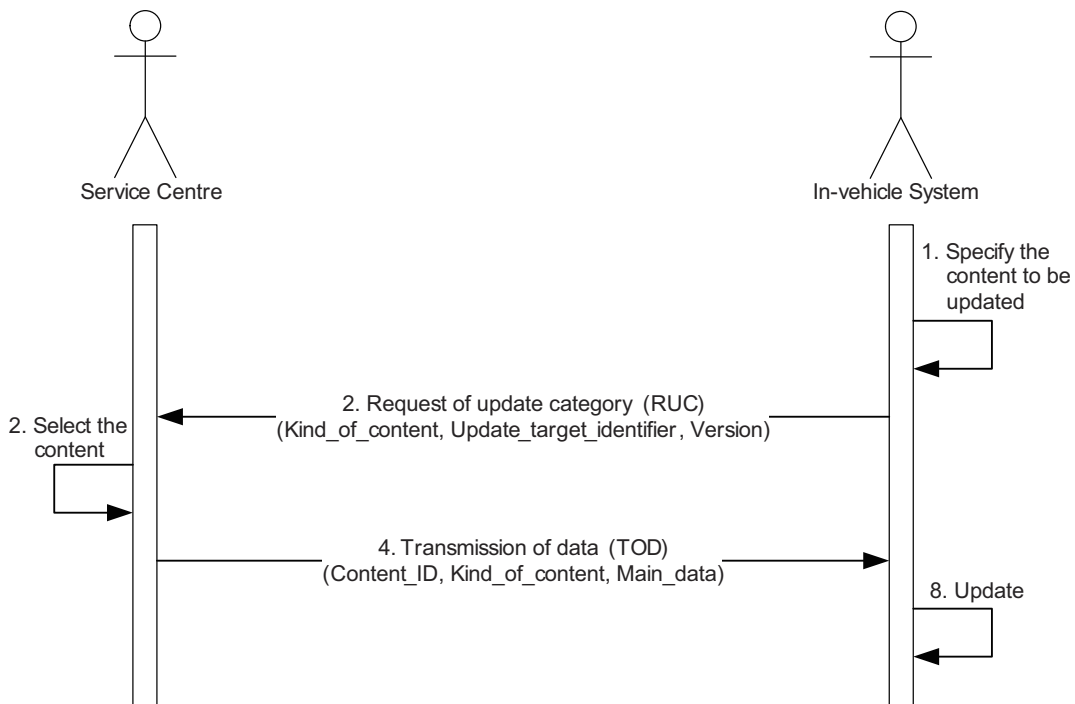 Service Centre
In-vehicle System
1. Specify the
content to be
updated
2. Request of update category (RUC)
(Kind_of_content, Update_target_identifier, Version)
2. Select the
content
4. Transmission of data (TOD)
(Content_ID, Kind_of_content, Main_data)
8. Update